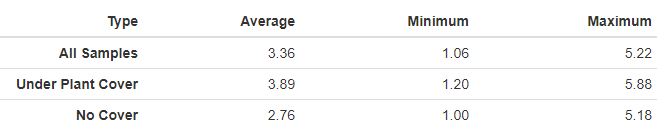 Type Average Minimum Maximum
All Samples 3.36 1.06 5.22
Under Plant Cover 3.89 1.20 5.88
No Cover 2.76 1.00 5.18